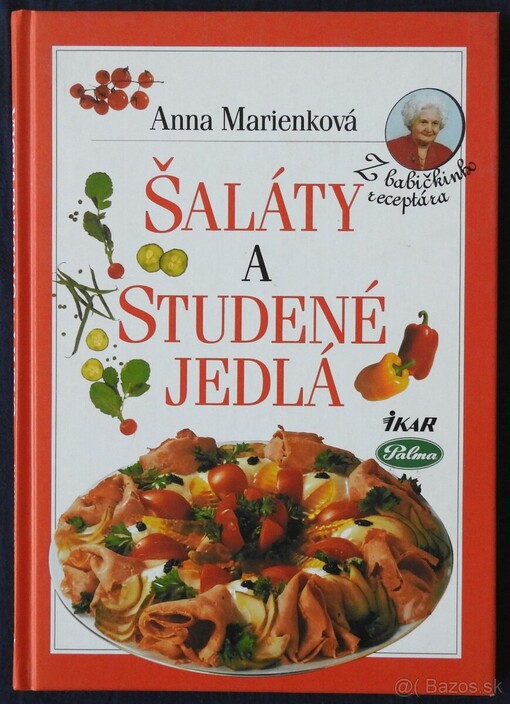 Anna Marienková
Z babičkinho
receptára
ŠALÁTY
A
STUDENÉ
JEDLÁ
IKAR
Palma
@( Bazos.sk